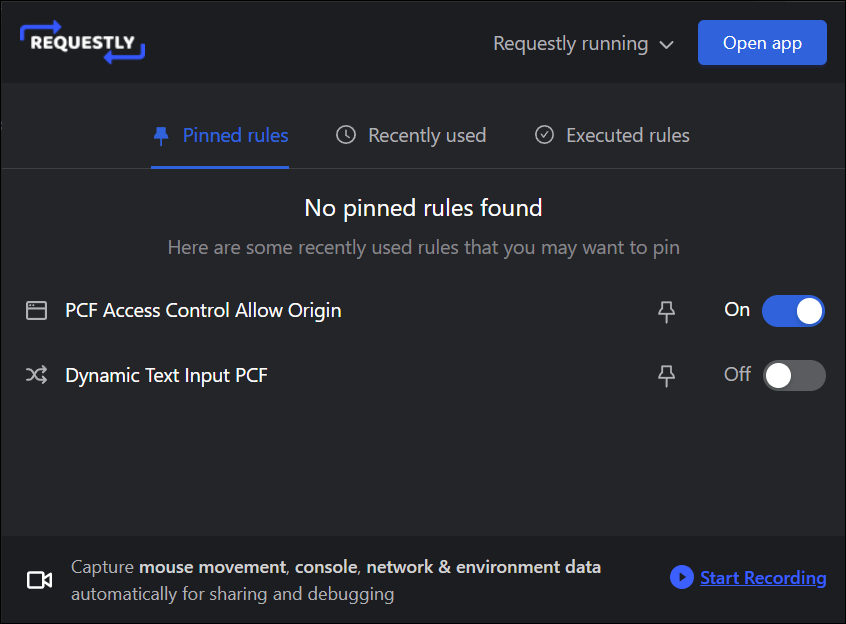 REQUESTLY
Requestly running
Open app
Pinned rules
Recently used
Executed rules
No pinned rules found
Here are some recently used rules that you may want to pin
PCF Access Control Allow Origin
On
Dynamic Text Input PCF
Off
Capture mouse movement, console, network & environment data
automatically for sharing and debugging
Start Recording